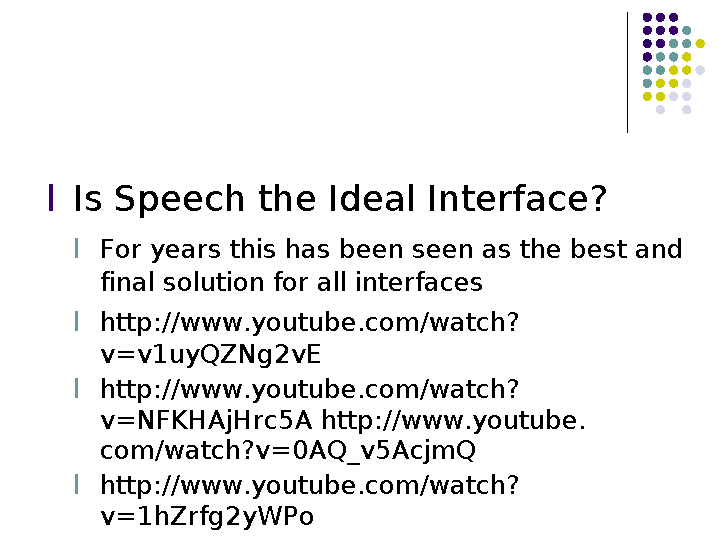 l Is Speech the Ideal Interface?
l For years this has been seen as the best and
final solution for all interfaces
l http://www.youtube.com/watch?
v=v1uyQZNg2vE
l http://www.youtube.com/watch?
v=NFKHAjHrc5A http://www.youtube.
com/watch?v=0AQ_v5AcjmQ
l http://www.youtube.com/watch?
v=1hZrfg2yWPo